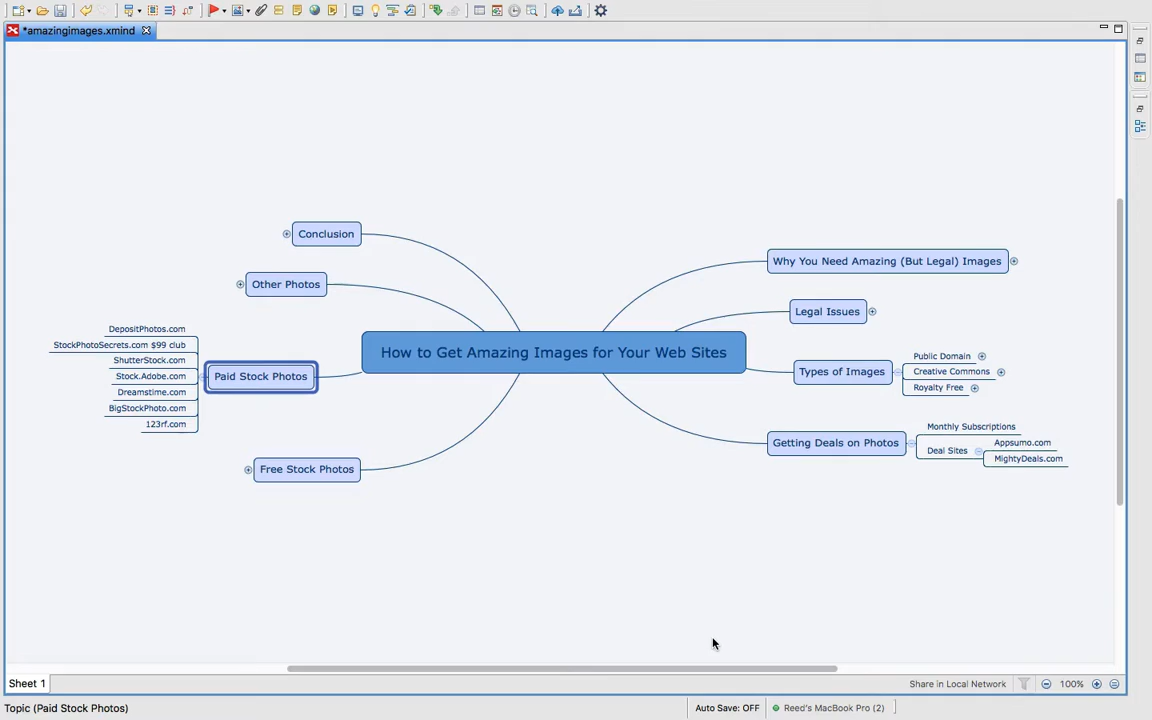 *amazingimages.xmind
Conclusion
Other Photos
DepositPhotos.com
StockPhotoSecrets.com $99 club
ShutterStock.com
Stock.Adobe.com
Dreamstime.com
BigStockPhoto.com
123rf.com
Paid Stock Photos
Free Stock Photos
How to Get Amazing Images for Your Web Sites
Why You Need Amazing (But Legal) Images
Legal Issues
Types of Images
Public Domain
Creative Commons
Royalty Free
Getting Deals on Photos
Monthly Subscriptions
Deal Sites
Appsumo.com
MightyDeals.com
Sheet 1
Share in Local Network
100%
Topic (Paid Stock Photos)
Auto Save: OFF
Reed's MacBook Pro (2)